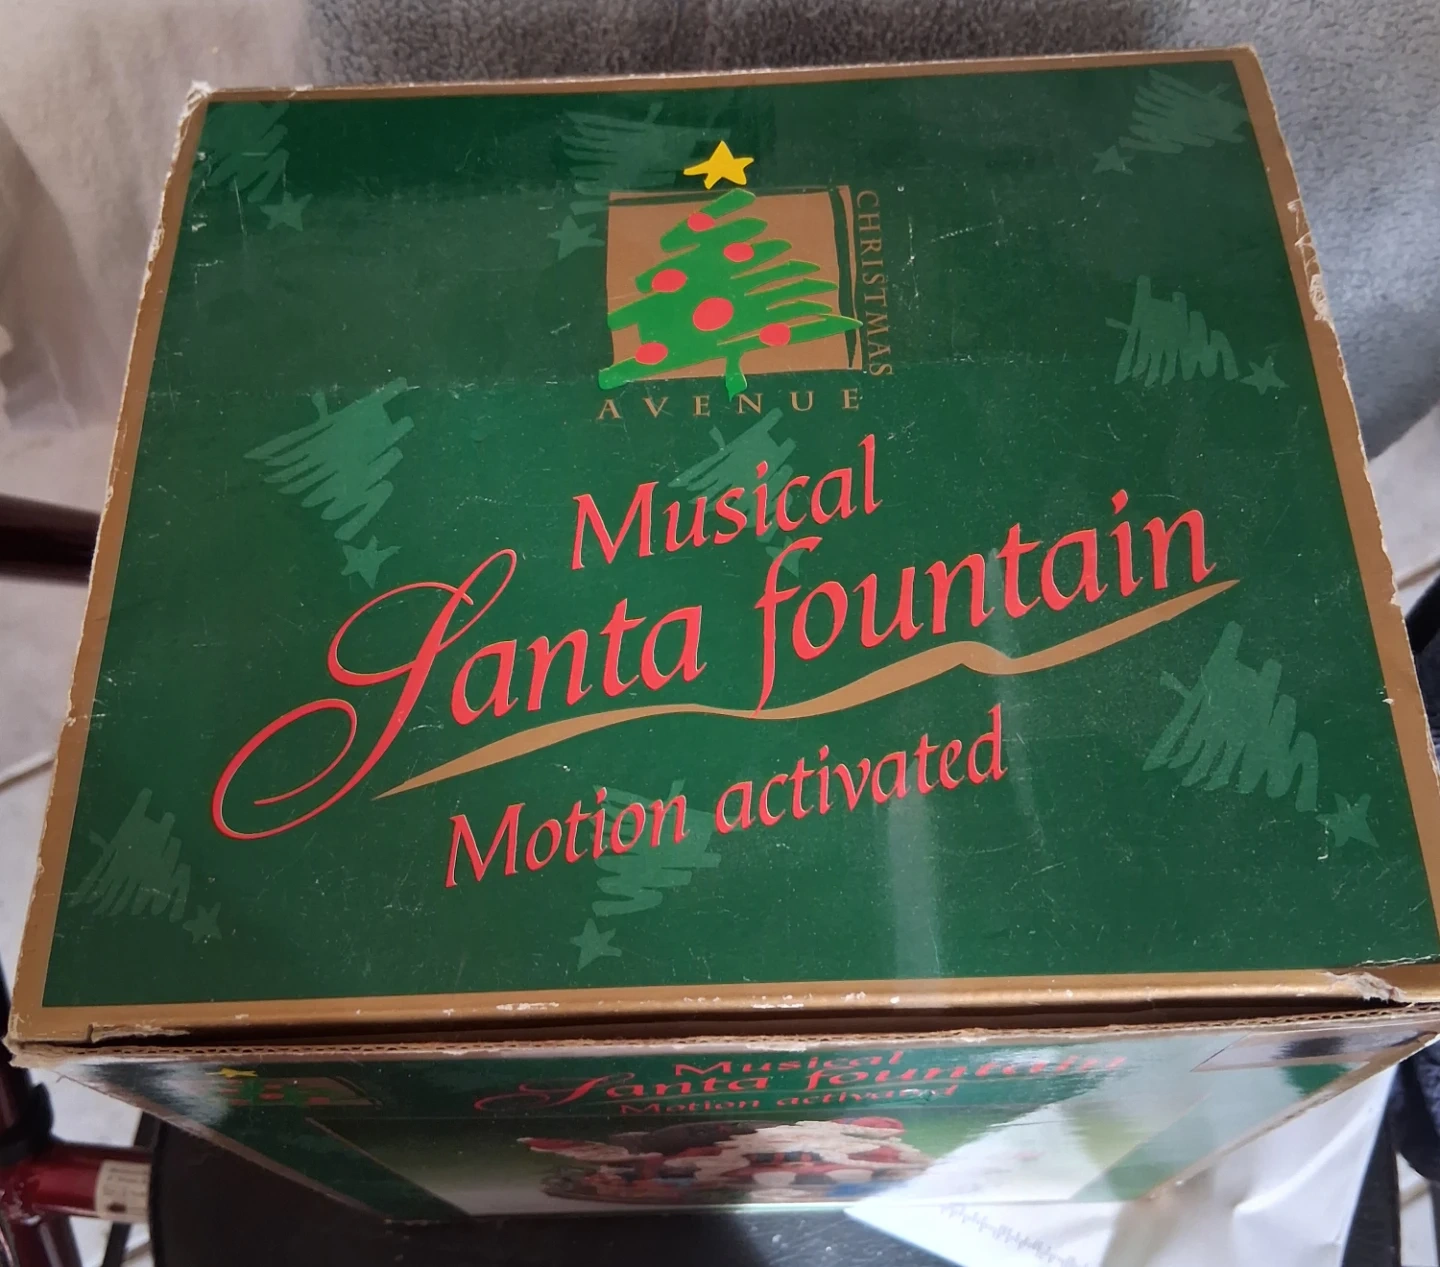 CHRISTMAS
AVENUE
Musical
Santa fountain
Motion activated
Musical
Santa fountain
Motion activated